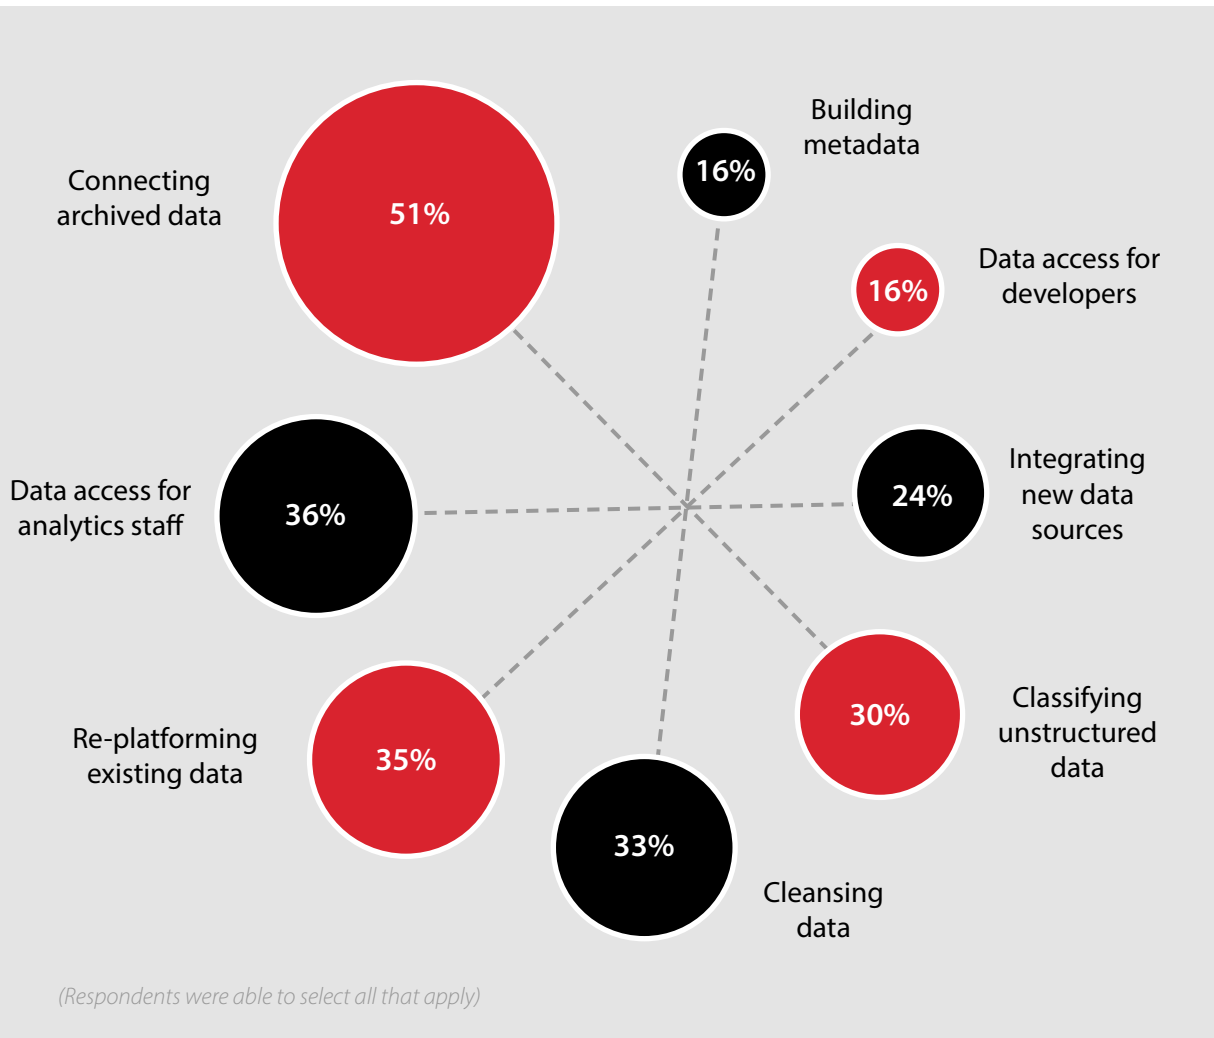 Building
metadata
16%
Connecting
archived data
51%
Data access for
developers
16%
Integrating
new data
sources
24%
Data access for
analytics staff
36%
Classifying
unstructured
data
30%
Re-platforming
existing data
35%
33%
Cleansing
data
(Respondents were able to select all that apply)